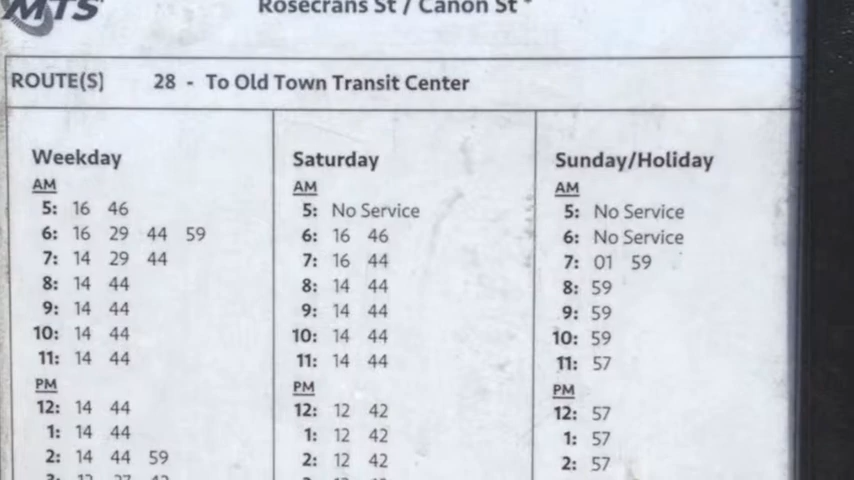 MTS
Rosecrans St / Canon St *
ROUTE(S) 28 - To Old Town Transit Center
Weekday
AM
5: 16 46
6: 16 29 44 59
7: 14 29 44
8: 14 44
9: 14 44
10: 14 44
11: 14 44
PM
12: 14 44
1: 14 44
2: 14 44 59
Saturday
AM
5: No Service
6: 16 46
7: 16 44
8: 14 44
9: 14 44
10: 14 44
11: 14 44
PM
12: 12 42
1: 12 42
2: 12 42
Sunday/Holiday
AM
5: No Service
6: No Service
7: 01 59
8: 59
9: 59
10: 59
11: 57
PM
12: 57
1: 57
2: 57